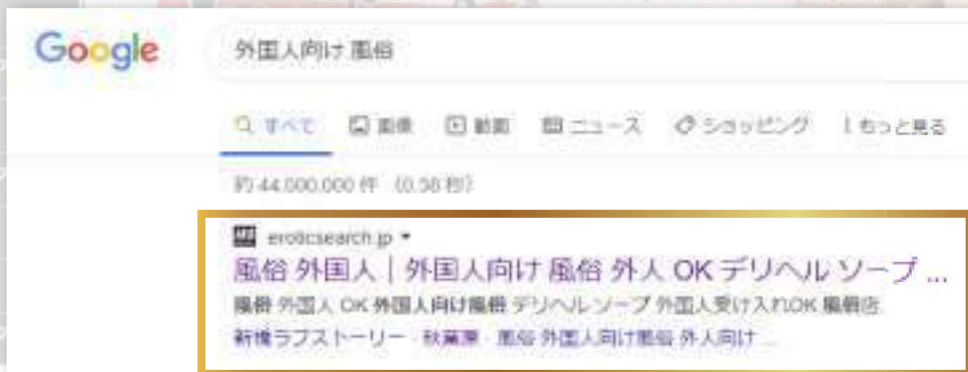 Google
外国人向け 風俗
すべて 画像 動画 ニュース ショッピング もっと見る
約 44,000,000 件 (0.58 秒)
eroticsearch.jp
風俗 外国人 | 外国人向け 風俗 外人 OK デリヘル ソープ ...
風俗 外国人 OK 外国人向け風俗 デリヘル ソープ 外国人受け入れOK 風俗店
新橋ラブストーリー · 秋葉原 · 風俗 外国人向け風俗 外人向け ...